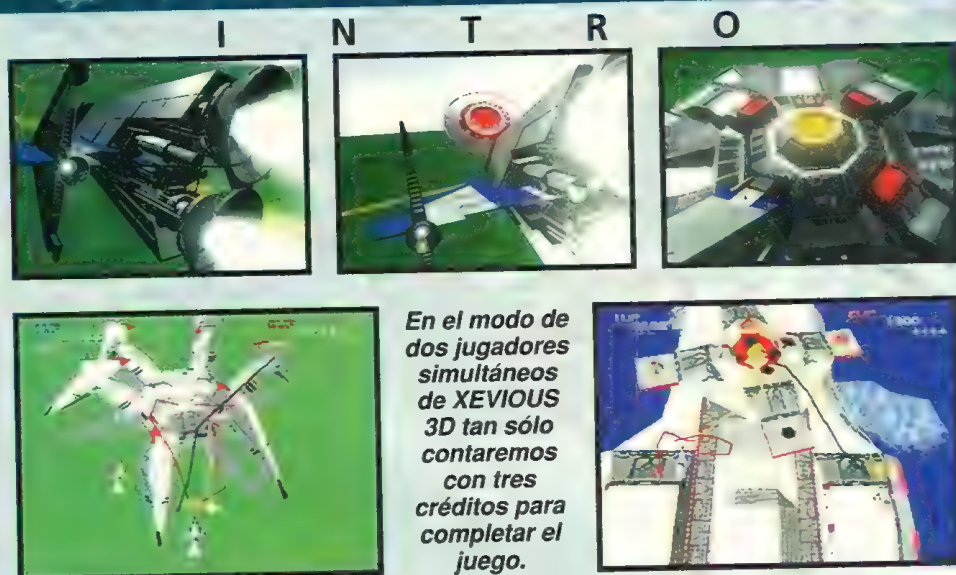 I N T R O
En el modo de
dos jugadores
simultáneos
de XEVIOUS
3D tan sólo
contaremos
con tres
créditos para
completar el
juego.
1UP